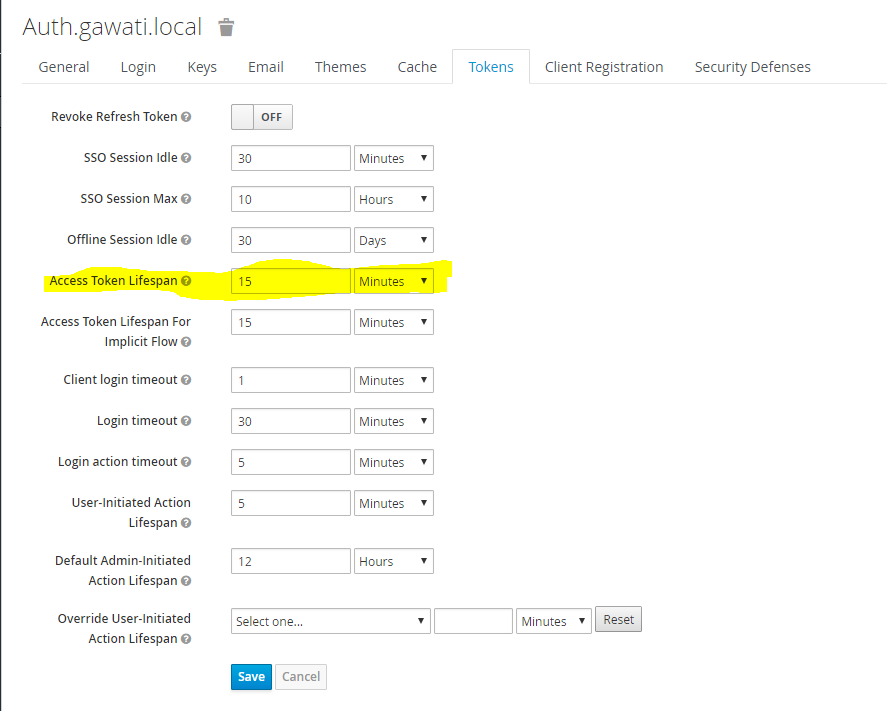 Auth.gawati.local
General Login Keys Email Themes Cache Tokens Client Registration Security Defenses
Revoke Refresh Token OFF
SSO Session Idle 30 Minutes
SSO Session Max 10 Hours
Offline Session Idle 30 Days
Access Token Lifespan 15 Minutes
Access Token Lifespan For
Implicit Flow 15 Minutes
Client login timeout 1 Minutes
Login timeout 30 Minutes
Login action timeout 5 Minutes
User-Initiated Action
Lifespan 5 Minutes
Default Admin-Initiated
Action Lifespan 12 Hours
Override User-Initiated
Action Lifespan Select one... Minutes Reset
Save Cancel